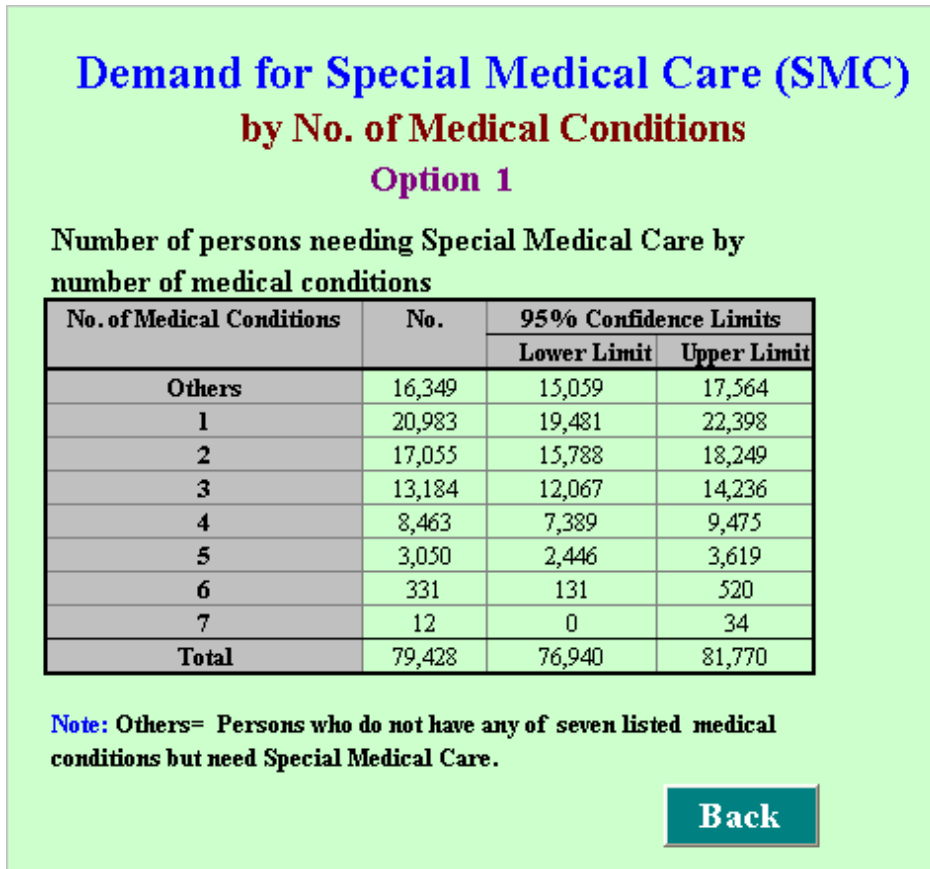 Demand for Special Medical Care (SMC)
by No. of Medical Conditions
Option 1
Number of persons needing Special Medical Care by
number of medical conditions
No. of Medical Conditions No. 95% Confidence Limits
Lower Limit Upper Limit
Others 16,349 15,059 17,564
1 20,983 19,481 22,398
2 17,055 15,788 18,249
3 13,184 12,067 14,236
4 8,463 7,389 9,475
5 3,050 2,446 3,619
6 331 131 520
7 12 0 34
Total 79,428 76,940 81,770
Note: Others= Persons who do not have any of seven listed medical
conditions but need Special Medical Care.
Back